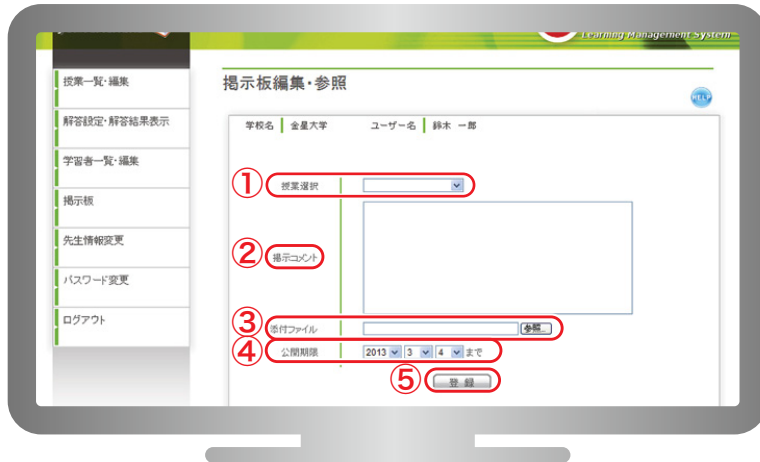 Learning Management System
授業一覧・編集
解答設定・解答結果表示
学習者一覧・編集
掲示板
先生情報変更
パスワード変更
ログアウト
掲示板編集・参照
HELP
学校名 金星大学 ユーザー名 鈴木 一郎
① 授業選択
② 掲示コメント
③ 添付ファイル 参照...
④ 公開期限 2013 3 4 まで
⑤ 登録